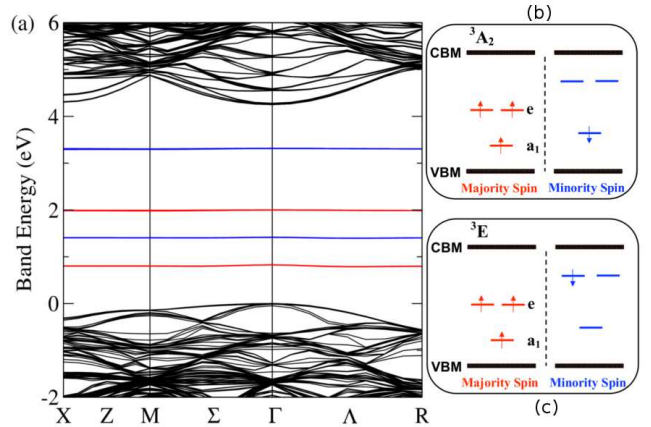 (a)
Band Energy (eV)
6
4
2
0
-2
X Z M Σ Γ Λ R
(b)
³A₂
CBM
e
a₁
VBM
Majority Spin Minority Spin
³E
CBM
e
a₁
VBM
Majority Spin Minority Spin
(c)